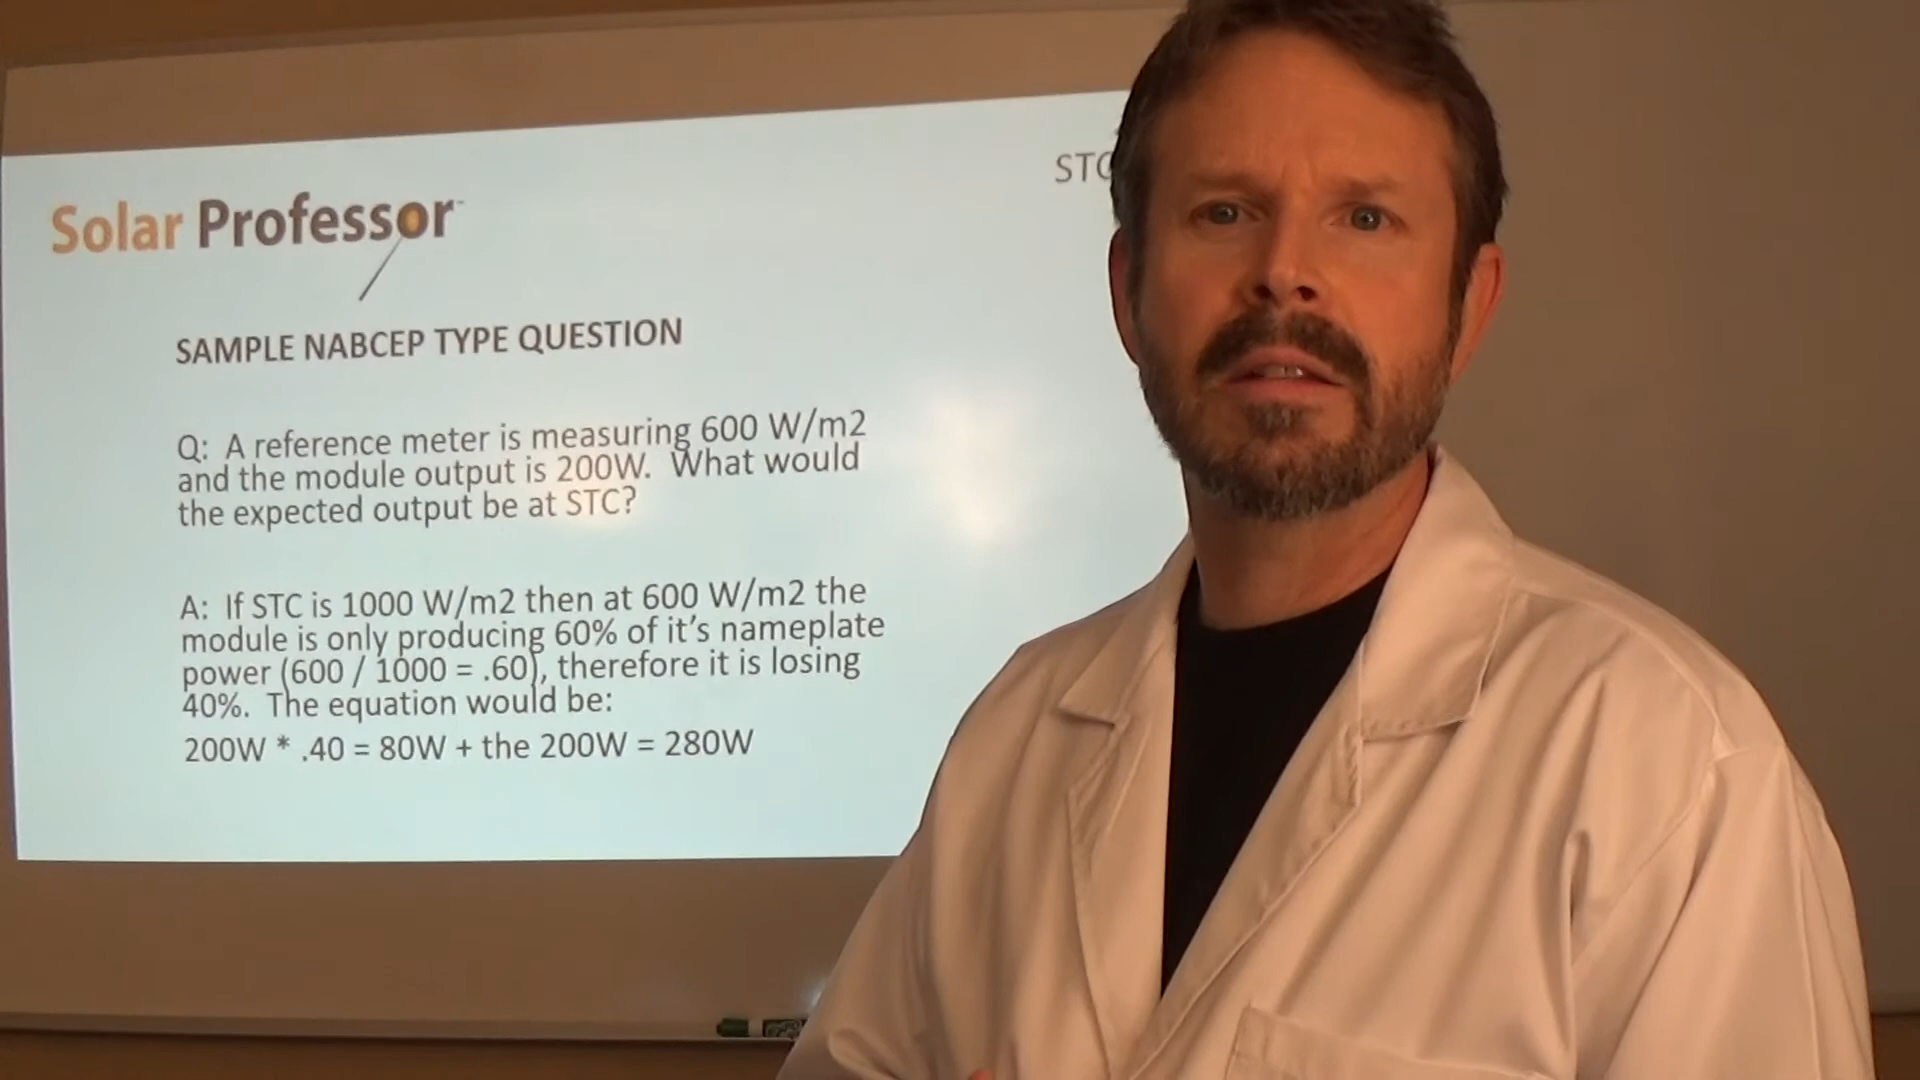 STC
Solar Professor™
SAMPLE NABCEP TYPE QUESTION
Q: A reference meter is measuring 600 W/m2
and the module output is 200W. What would
the expected output be at STC?
A: If STC is 1000 W/m2 then at 600 W/m2 the
module is only producing 60% of it's nameplate
power (600 / 1000 = .60), therefore it is losing
40%. The equation would be:
200W * .40 = 80W + the 200W = 280W